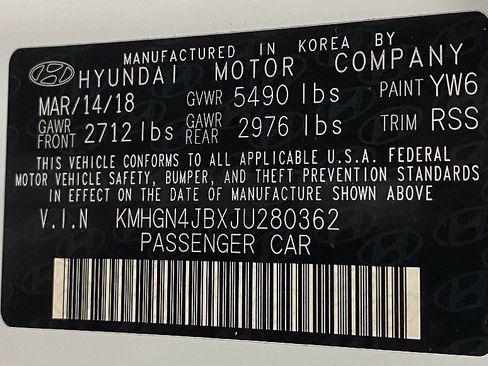 MANUFACTURED IN KOREA BY
HYUNDAI MOTOR COMPANY
MAR/14/18 GVWR 5490 lbs PAINT YW6
GAWR FRONT 2712 lbs GAWR REAR 2976 lbs TRIM RSS
THIS VEHICLE CONFORMS TO ALL APPLICABLE U.S.A. FEDERAL
MOTOR VEHICLE SAFETY, BUMPER, AND THEFT PREVENTION STANDARDS
IN EFFECT ON THE DATE OF MANUFACTURE SHOWN ABOVE
V.I.N KMHGN4JBXJU280362
PASSENGER CAR